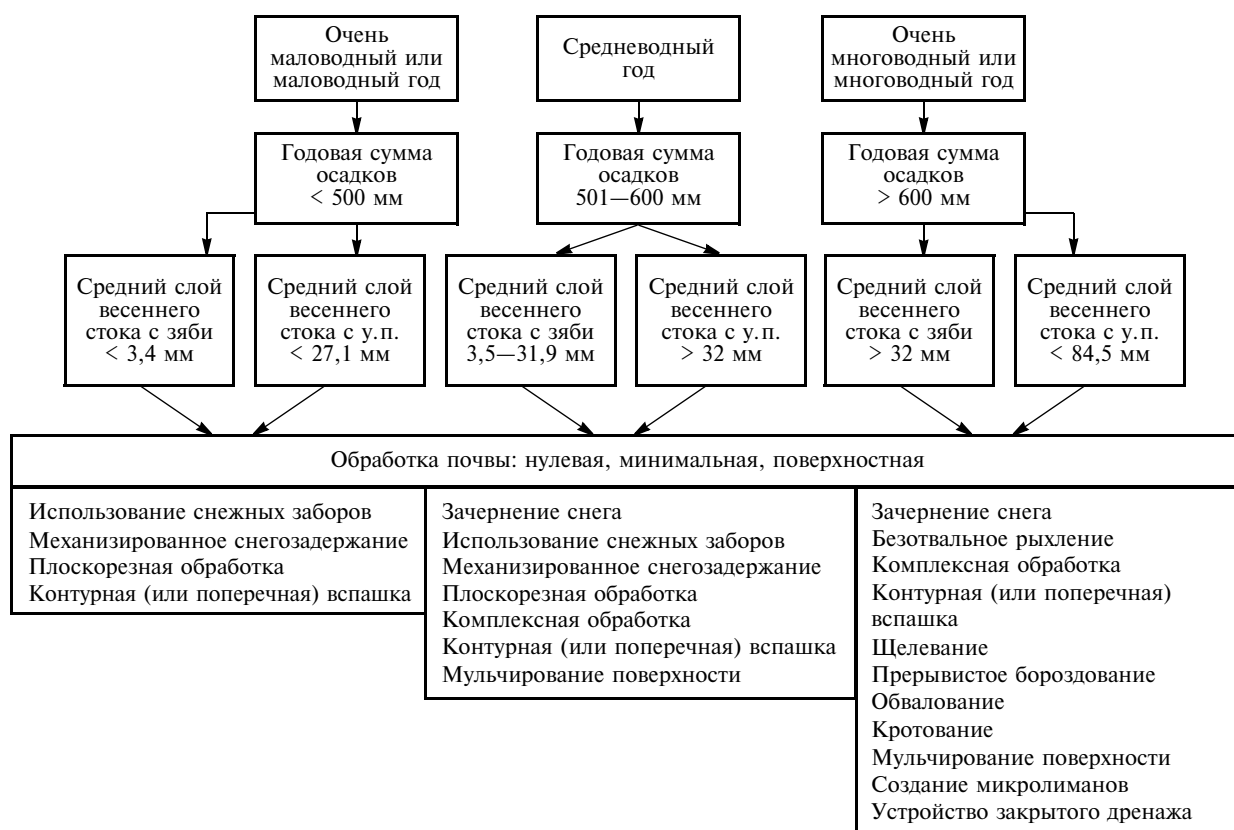 Очень
маловодный или
маловодный год
Средневодный
год
Очень
многоводный или
многоводный год
Годовая сумма
осадков
< 500 мм
Годовая сумма
осадков
501—600 мм
Годовая сумма
осадков
> 600 мм
Средний слой
весеннего
стока с зяби
< 3,4 мм
Средний слой
весеннего
стока с у.п.
< 27,1 мм
Средний слой
весеннего
стока с зяби
3,5—31,9 мм
Средний слой
весеннего
стока с у.п.
> 32 мм
Средний слой
весеннего
стока с зяби
> 32 мм
Средний слой
весеннего
стока с у.п.
< 84,5 мм
Обработка почвы: нулевая, минимальная, поверхностная
Использование снежных заборов
Механизированное снегозадержание
Плоскорезная обработка
Контурная (или поперечная) вспашка
Зачернение снега
Использование снежных заборов
Механизированное снегозадержание
Плоскорезная обработка
Комплексная обработка
Контурная (или поперечная) вспашка
Мульчирование поверхности
Зачернение снега
Безотвальное рыхление
Комплексная обработка
Контурная (или поперечная)
вспашка
Щелевание
Прерывистое бороздование
Обвалование
Кротование
Мульчирование поверхности
Создание микролиманов
Устройство закрытого дренажа